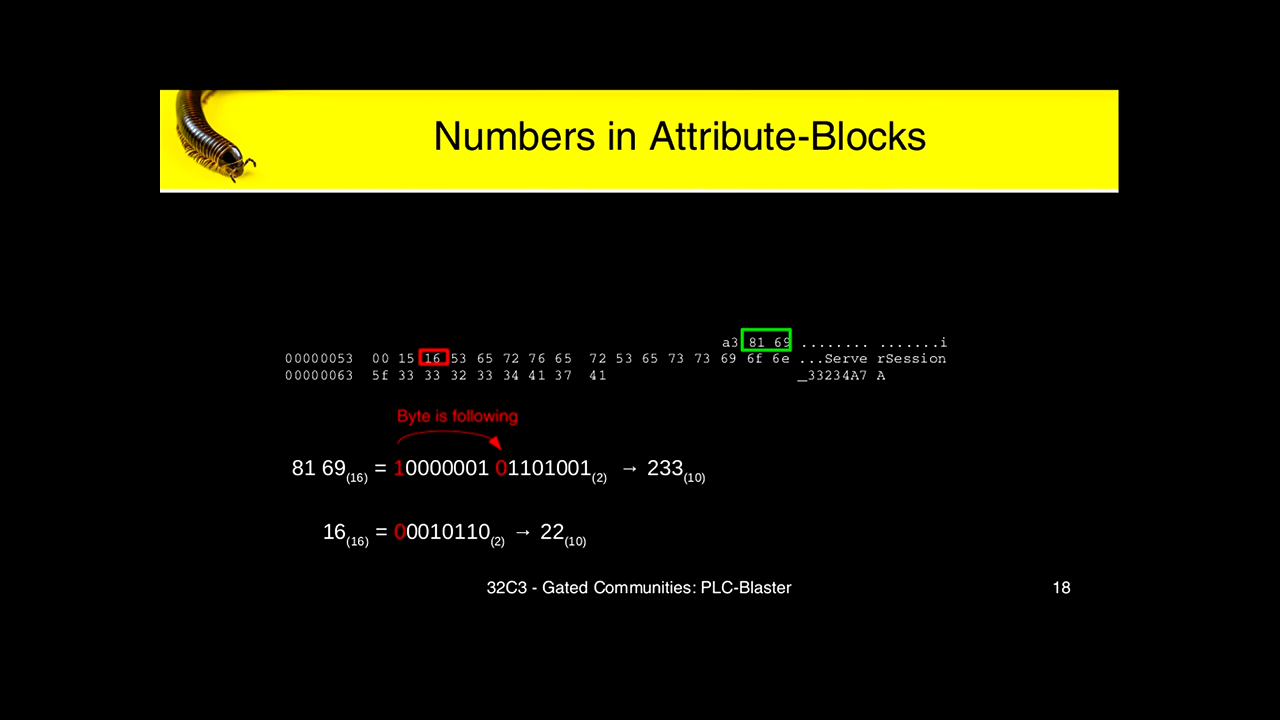 Numbers in Attribute-Blocks
a3 81 69 ........ .......i
00000053 00 15 16 53 65 72 76 65 72 53 65 73 73 69 6f 6e ...Serve rSession
00000063 5f 33 33 32 33 34 41 37 41 _33234A7 A
Byte is following
81 69(16) = 10000001 01101001(2) → 233(10)
16(16) = 00010110(2) → 22(10)
32C3 - Gated Communities: PLC-Blaster 18